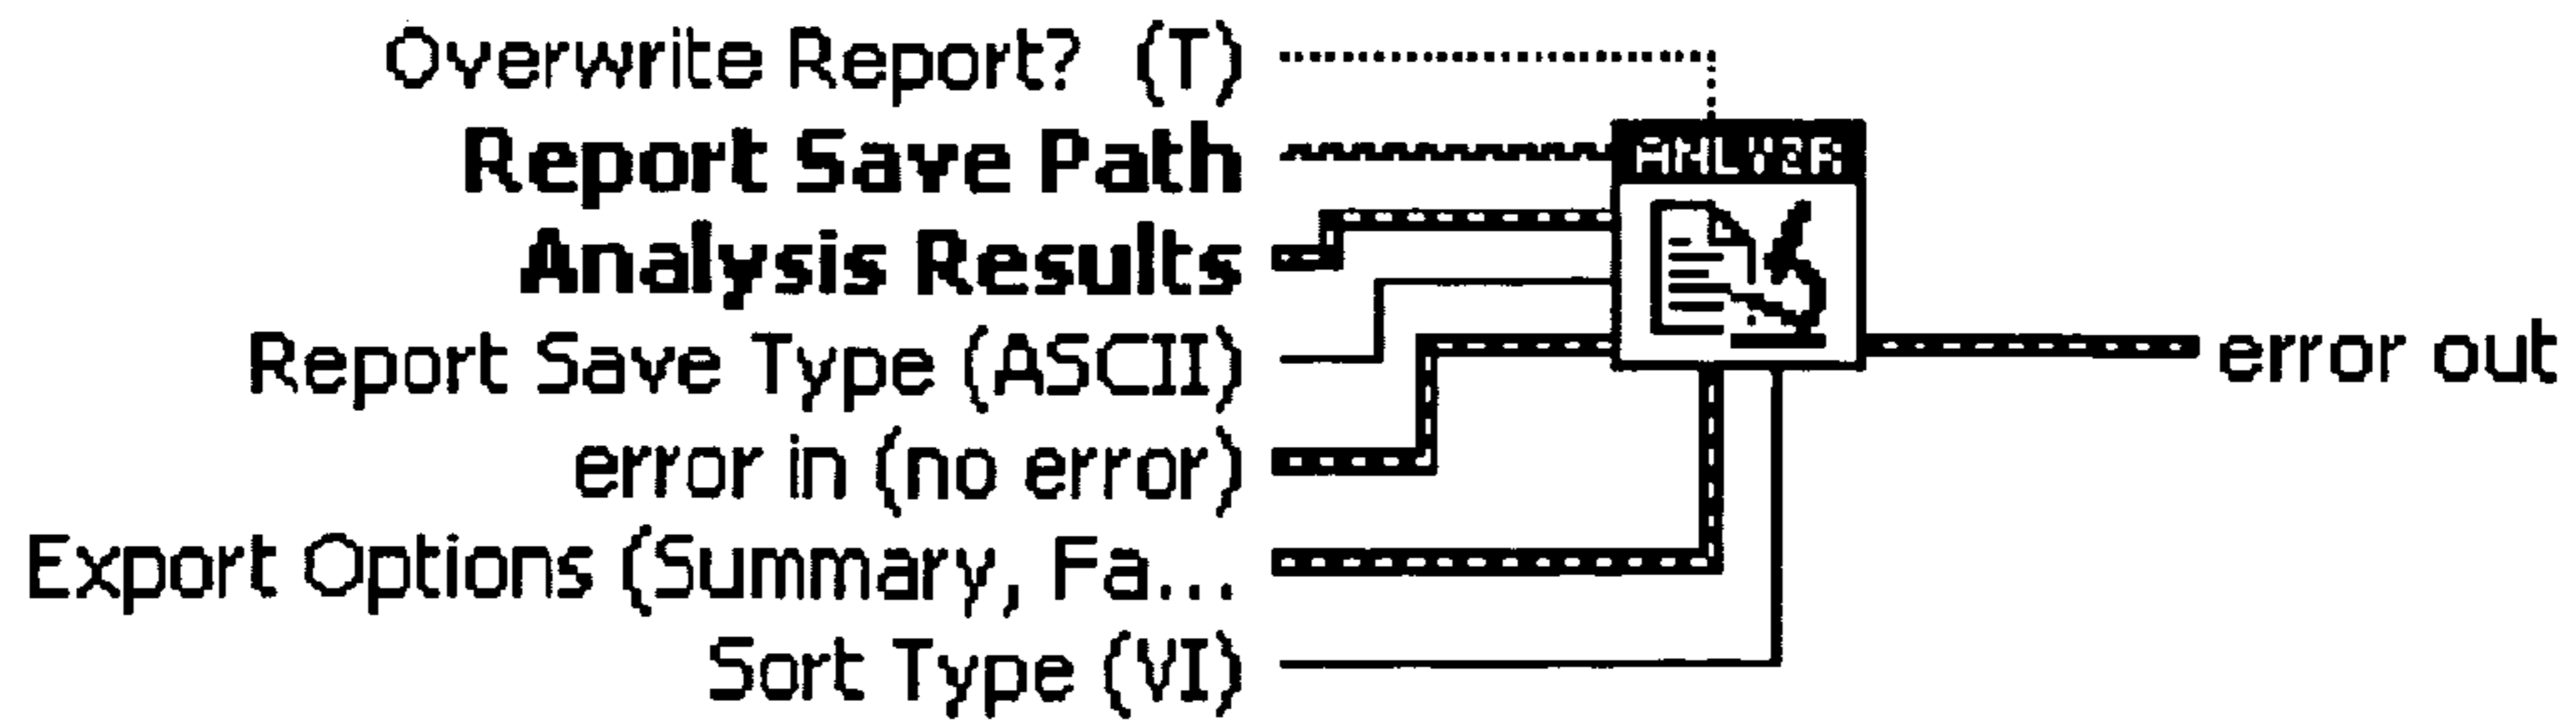 Overwrite Report? (T)
Report Save Path
Analysis Results
Report Save Type (ASCII)
error in (no error)
Export Options (Summary, Fa...
Sort Type (VI)
ANLYZR
error out